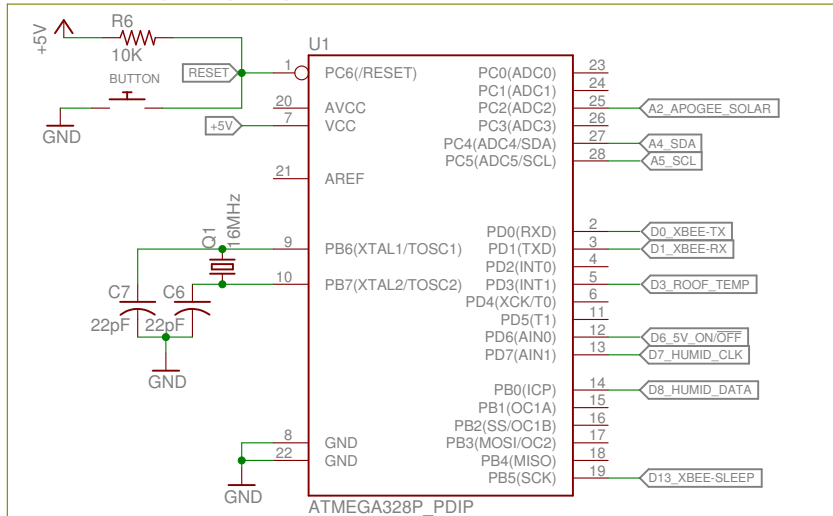 +5V
R6
10K
BUTTON
GND
RESET
+5V
U1
1 PC6(/RESET)
20 AVCC
7 VCC
21 AREF
Q1
16MHz
9 PB6(XTAL1/TOSC1)
10 PB7(XTAL2/TOSC2)
C7
22pF
C6
22pF
GND
8 GND
22 GND
GND
PC0(ADC0) 23
PC1(ADC1) 24
PC2(ADC2) 25 A2_APOGEE_SOLAR
PC3(ADC3) 26
PC4(ADC4/SDA) 27 A4_SDA
PC5(ADC5/SCL) 28 A5_SCL
PD0(RXD) 2 D0_XBEE-TX
PD1(TXD) 3 D1_XBEE-RX
PD2(INT0) 4
PD3(INT1) 5 D3_ROOF_TEMP
PD4(XCK/T0) 6
PD5(T1) 11
PD6(AIN0) 12 D6_5V_ON/OFF
PD7(AIN1) 13 D7_HUMID_CLK
PB0(ICP) 14 D8_HUMID_DATA
PB1(OC1A) 15
PB2(SS/OC1B) 16
PB3(MOSI/OC2) 17
PB4(MISO) 18
PB5(SCK) 19 D13_XBEE-SLEEP
ATMEGA328P_PDIP